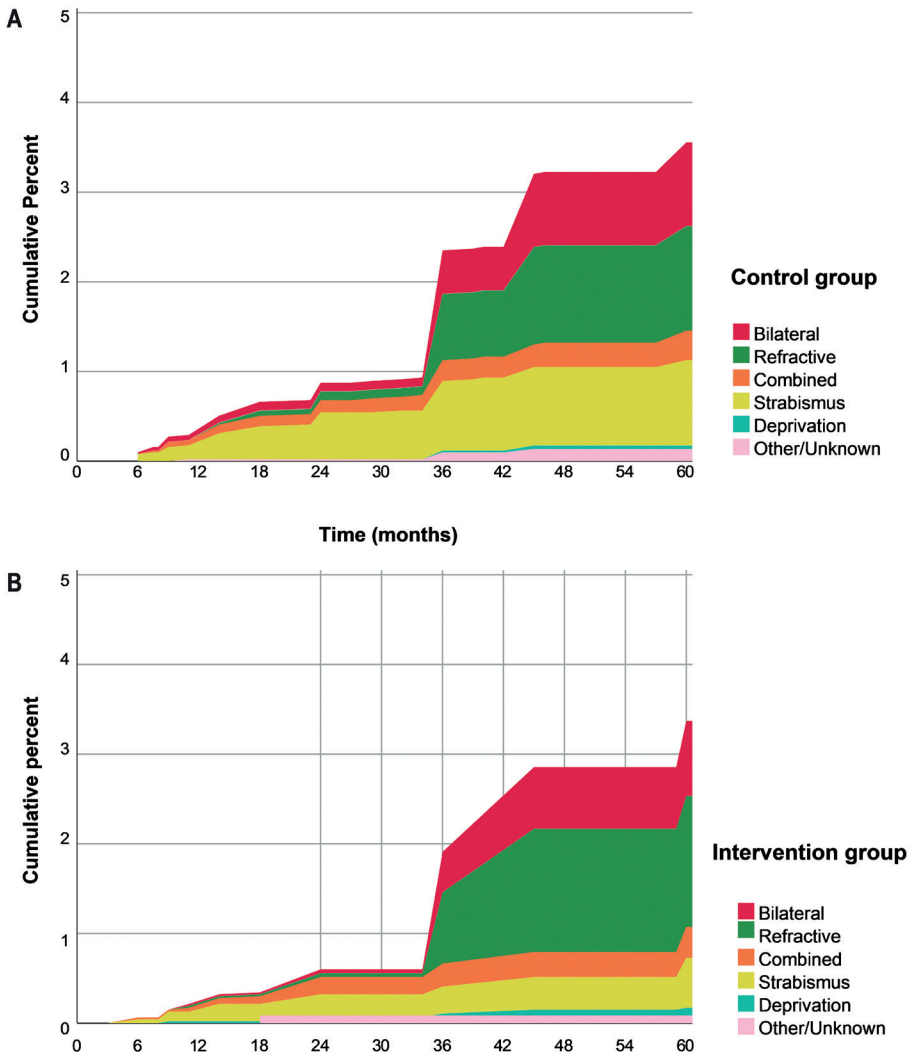 A
5
4
3
2
1
0
Cumulative Percent
0 6 12 18 24 30 36 42 48 54 60
Time (months)
Control group
Bilateral
Refractive
Combined
Strabismus
Deprivation
Other/Unknown
B
5
4
3
2
1
0
Cumulative percent
0 6 12 18 24 30 36 42 48 54 60
Intervention group
Bilateral
Refractive
Combined
Strabismus
Deprivation
Other/Unknown